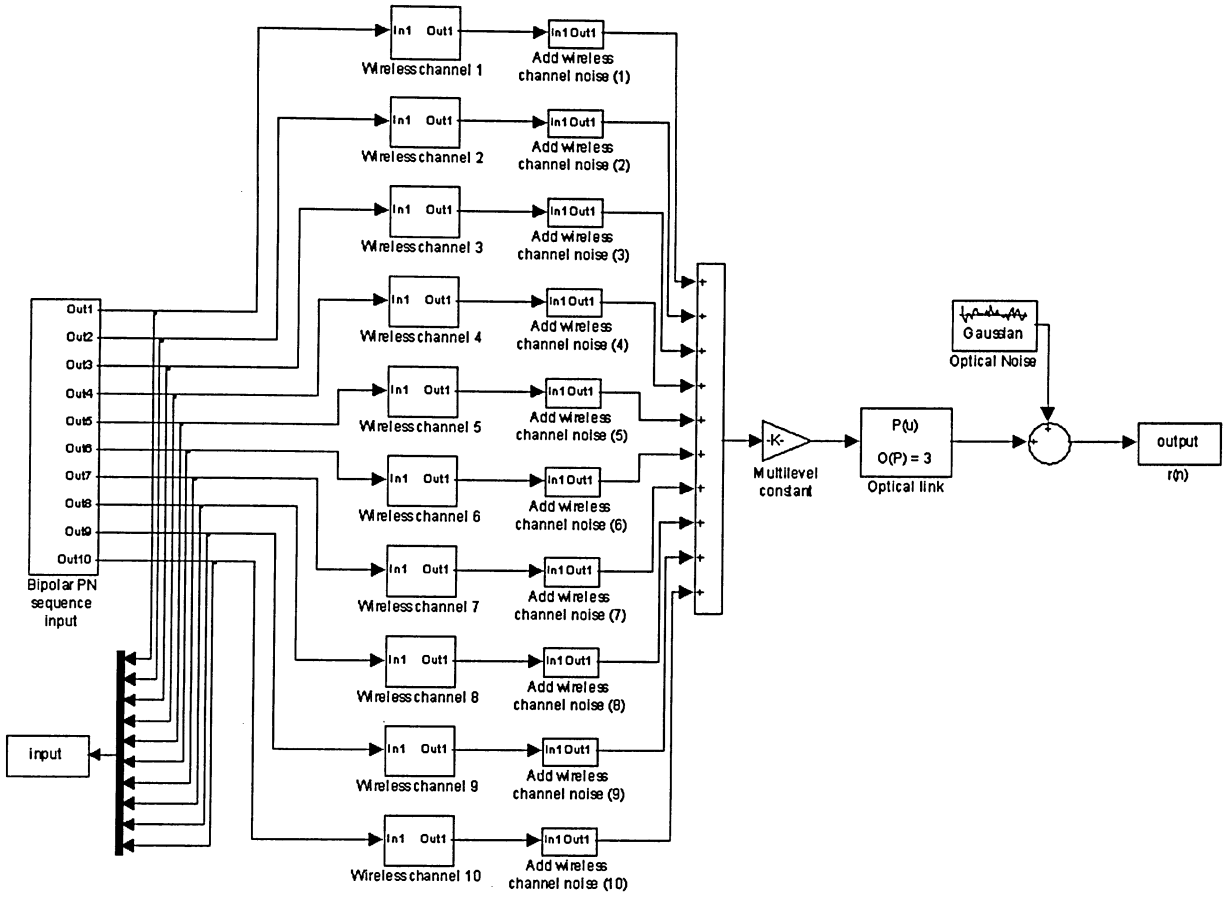 In1 Out1
Wireless channel 1
In1 Out1
Add wireless
channel noise (1)
In1 Out1
Wireless channel 2
In1 Out1
Add wireless
channel noise (2)
In1 Out1
Wireless channel 3
In1 Out1
Add wireless
channel noise (3)
In1 Out1
Wireless channel 4
In1 Out1
Add wireless
channel noise (4)
In1 Out1
Wireless channel 5
In1 Out1
Add wireless
channel noise (5)
In1 Out1
Wireless channel 6
In1 Out1
Add wireless
channel noise (6)
In1 Out1
Wireless channel 7
In1 Out1
Add wireless
channel noise (7)
In1 Out1
Wireless channel 8
In1 Out1
Add wireless
channel noise (8)
In1 Out1
Wireless channel 9
In1 Out1
Add wireless
channel noise (9)
In1 Out1
Wireless channel 10
In1 Out1
Add wireless
channel noise (10)
Out1
Out2
Out3
Out4
Out5
Out6
Out7
Out8
Out9
Out10
Bipolar PN
sequence
input
input
+
+
+
+
+
+
+
+
+
+
-K-
Multilevel
constant
P(u)
O(P) = 3
Optical link
Gaussian
Optical Noise
+
+
output
r(n)